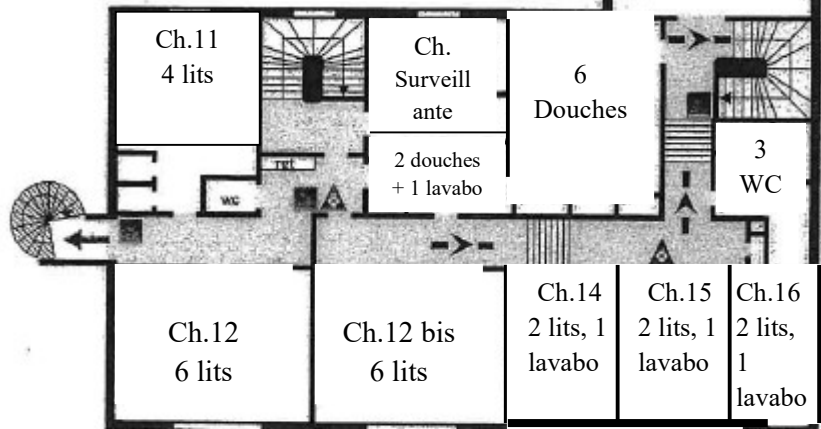 Ch.11
4 lits
Ch.
Surveill
ante
6
Douches
2 douches
+ 1 lavabo
3
WC
rgt
WC
Ch.12
6 lits
Ch.12 bis
6 lits
Ch.14
2 lits, 1
lavabo
Ch.15
2 lits, 1
lavabo
Ch.16
2 lits,
1
lavabo